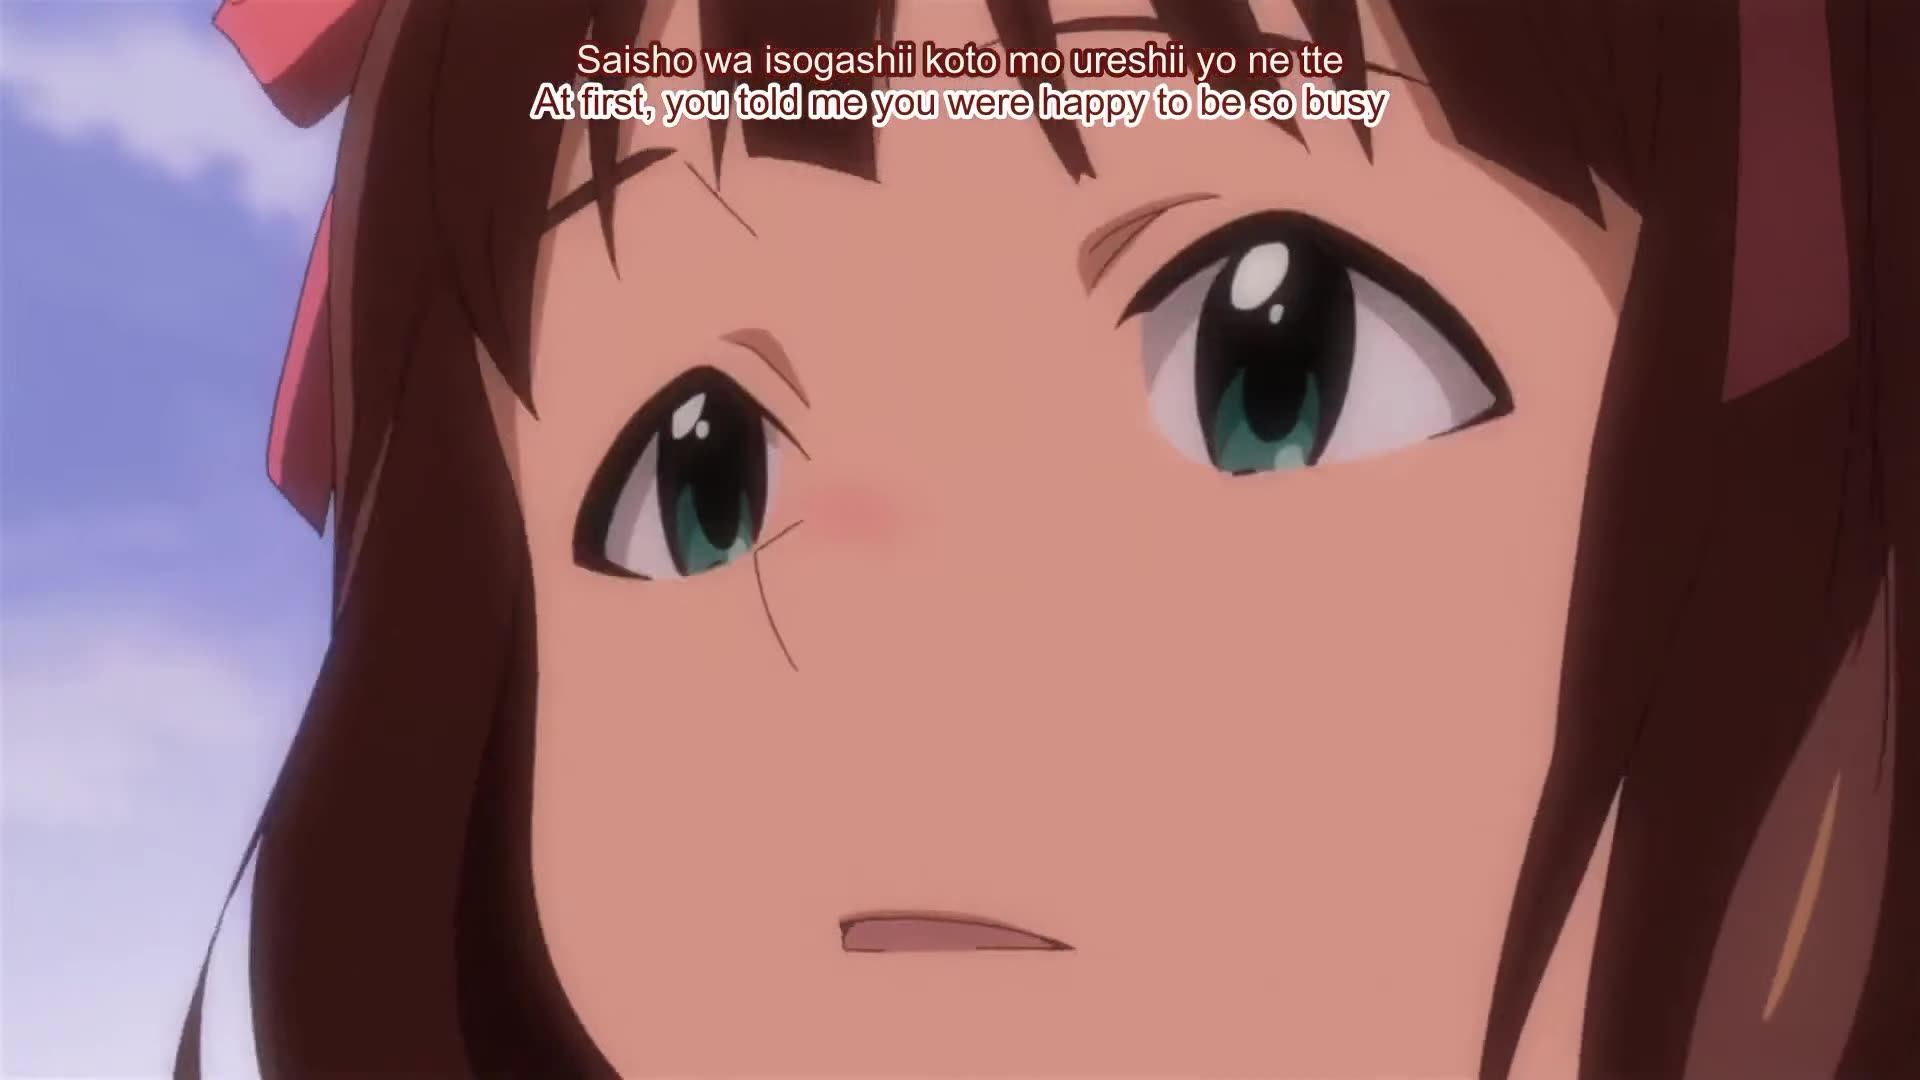 Saisho wa isogashii koto mo ureshii yo ne tte
At first, you told me you were happy to be so busy